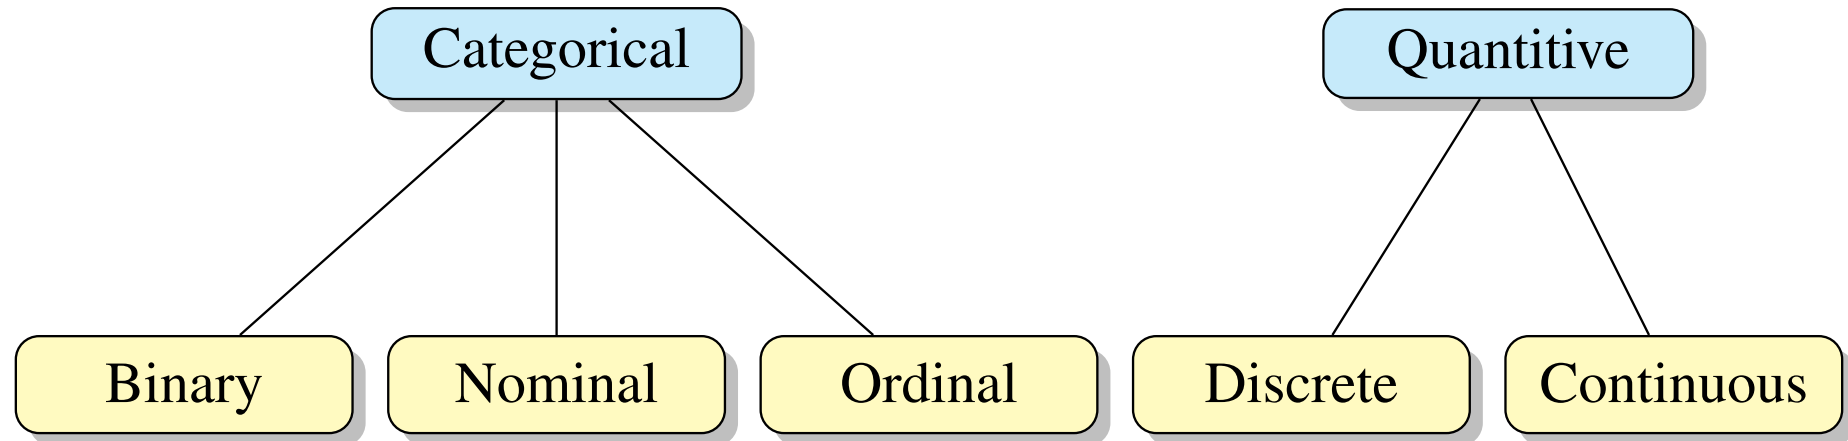 Categorical
Quantitive
Binary
Nominal
Ordinal
Discrete
Continuous